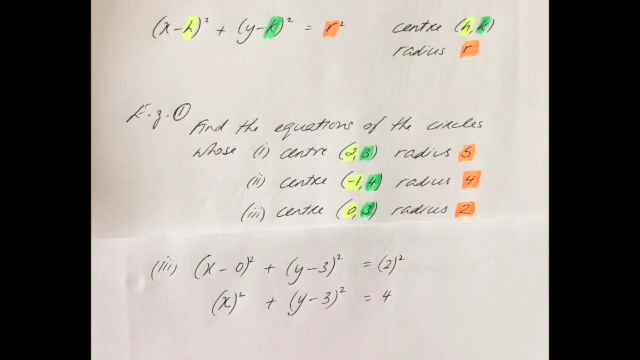 (x-h)² + (y-k)² = r² centre (h,k)
radius r
E.g. ①
Find the equations of the circles
whose (i) centre (2,3) radius 5
(ii) centre (-1,4) radius 4
(iii) centre (0,3) radius 2
(iii) (x-0)² + (y-3)² = (2)²
(x)² + (y-3)² = 4